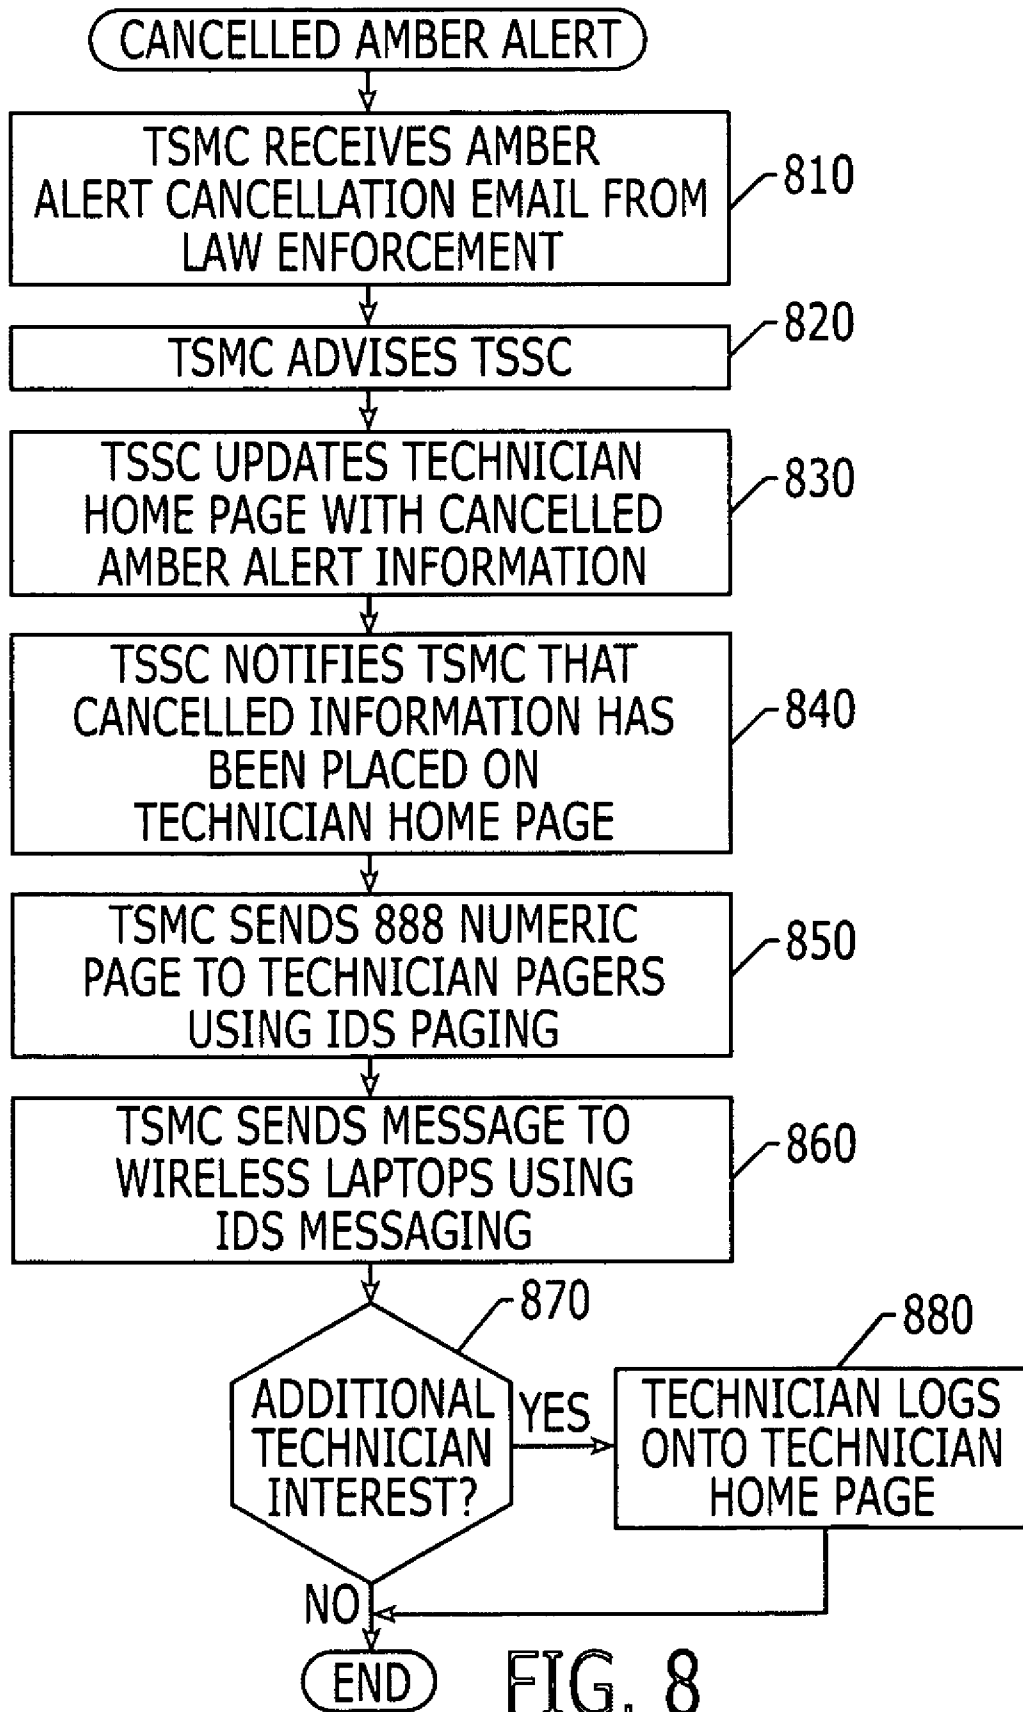 CANCELLED AMBER ALERT
TSMC RECEIVES AMBER
ALERT CANCELLATION EMAIL FROM
LAW ENFORCEMENT
810
TSMC ADVISES TSSC
820
TSSC UPDATES TECHNICIAN
HOME PAGE WITH CANCELLED
AMBER ALERT INFORMATION
830
TSSC NOTIFIES TSMC THAT
CANCELLED INFORMATION HAS
BEEN PLACED ON
TECHNICIAN HOME PAGE
840
TSMC SENDS 888 NUMERIC
PAGE TO TECHNICIAN PAGERS
USING IDS PAGING
850
TSMC SENDS MESSAGE TO
WIRELESS LAPTOPS USING
IDS MESSAGING
860
ADDITIONAL
TECHNICIAN
INTEREST?
870
YES
TECHNICIAN LOGS
ONTO TECHNICIAN
HOME PAGE
880
NO
END
FIG. 8